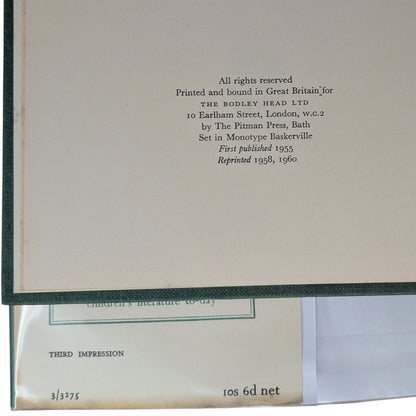 All rights reserved
Printed and bound in Great Britain for
THE BODLEY HEAD LTD
10 Earlham Street, London, W.C.2
by The Pitman Press, Bath
Set in Monotype Baskerville
First published 1955
Reprinted 1958, 1960
children's literature to-day
THIRD IMPRESSION
3/3275
10s 6d net